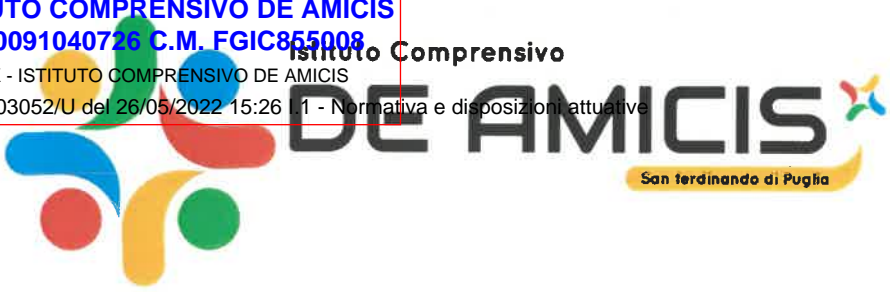 UTO COMPRENSIVO DE AMICIS
0091040726 C.M. FGIC855008
- ISTITUTO COMPRENSIVO DE AMICIS
03052/U del 26/05/2022 15:26 I.1 - Normativa e disposizioni attuative
Istituto Comprensivo
DE AMICIS
San ferdinando di Puglia